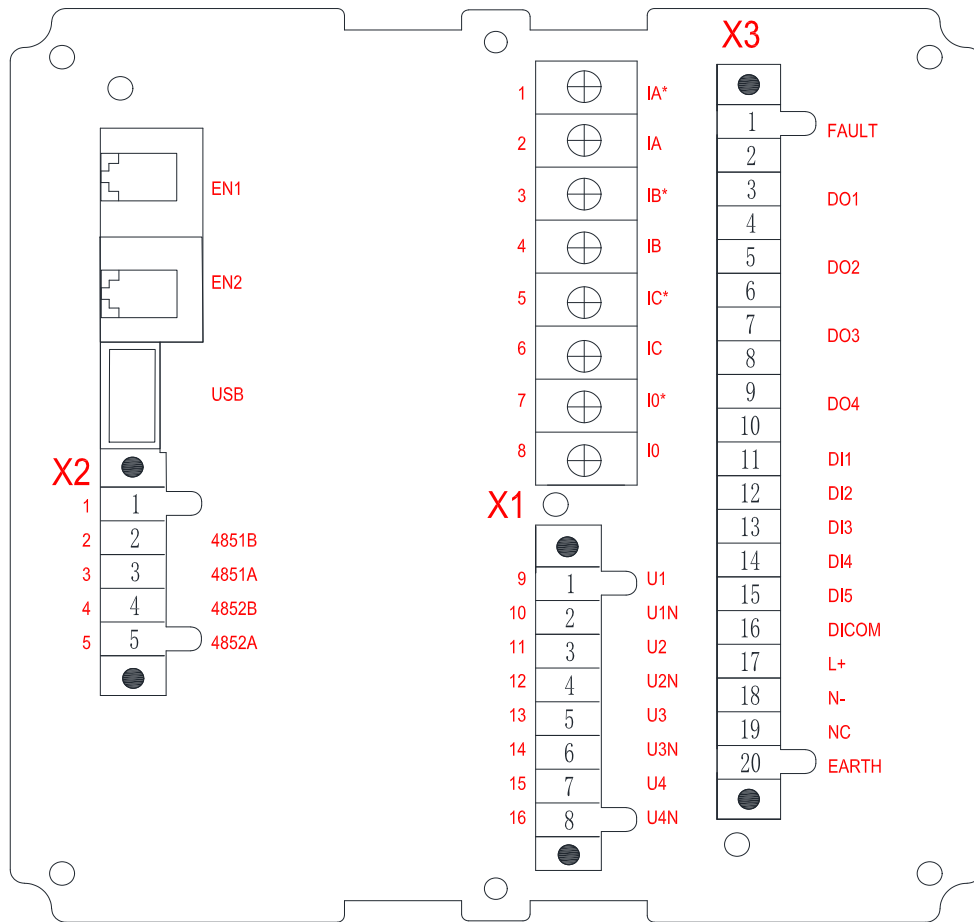 EN1
EN2
USB
X2
1 1
2 2 4851B
3 3 4851A
4 4 4852B
5 5 4852A
1 IA*
2 IA
3 IB*
4 IB
5 IC*
6 IC
7 I0*
8 I0
X1
9 1 U1
10 2 U1N
11 3 U2
12 4 U2N
13 5 U3
14 6 U3N
15 7 U4
16 8 U4N
X3
1 FAULT
2
3 DO1
4
5 DO2
6
7 DO3
8
9 DO4
10
11 DI1
12 DI2
13 DI3
14 DI4
15 DI5
16 DICOM
17 L+
18 N-
19 NC
20 EARTH